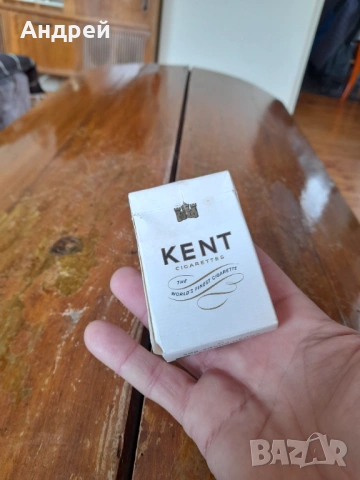 Андрей
KENT
CIGARETTES
THE
WORLD'S FINEST CIGARETTE
BAZAR